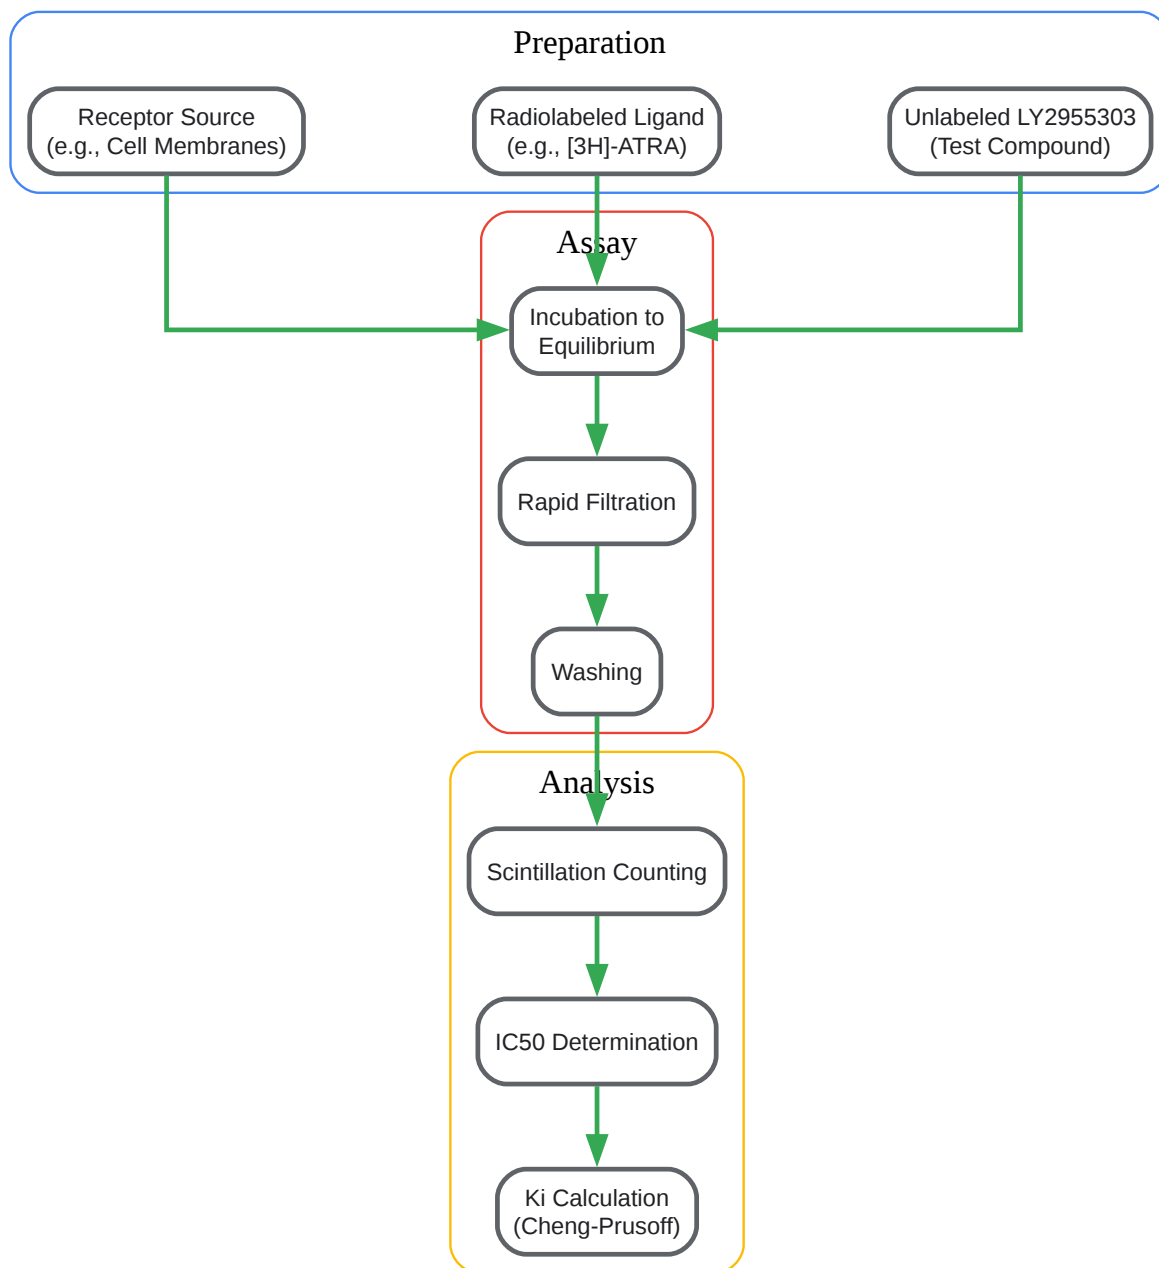 Preparation
Receptor Source
(e.g., Cell Membranes)
Radiolabeled Ligand
(e.g., [3H]-ATRA)
Unlabeled LY2955303
(Test Compound)
Assay
Incubation to
Equilibrium
Rapid Filtration
Washing
Analysis
Scintillation Counting
IC50 Determination
Ki Calculation
(Cheng-Prusoff)